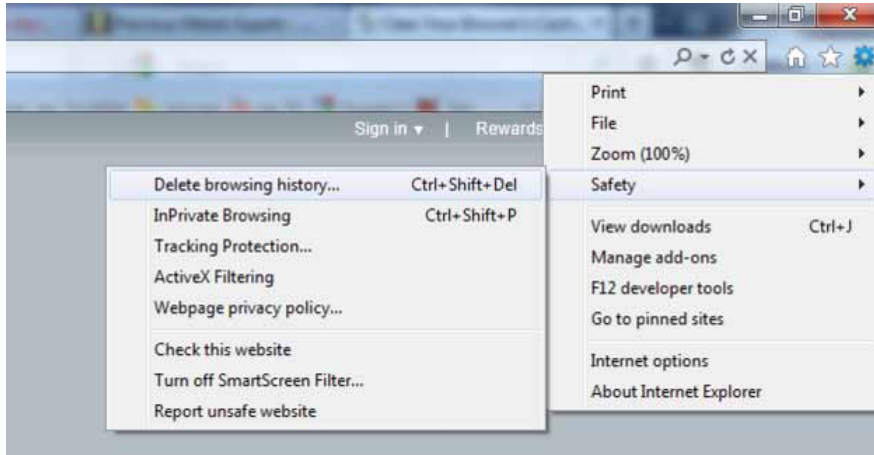 Sign in | Rewards
Print
File
Zoom (100%)
Safety
View downloads Ctrl+J
Manage add-ons
F12 developer tools
Go to pinned sites
Internet options
About Internet Explorer
Delete browsing history... Ctrl+Shift+Del
InPrivate Browsing Ctrl+Shift+P
Tracking Protection...
ActiveX Filtering
Webpage privacy policy...
Check this website
Turn off SmartScreen Filter...
Report unsafe website